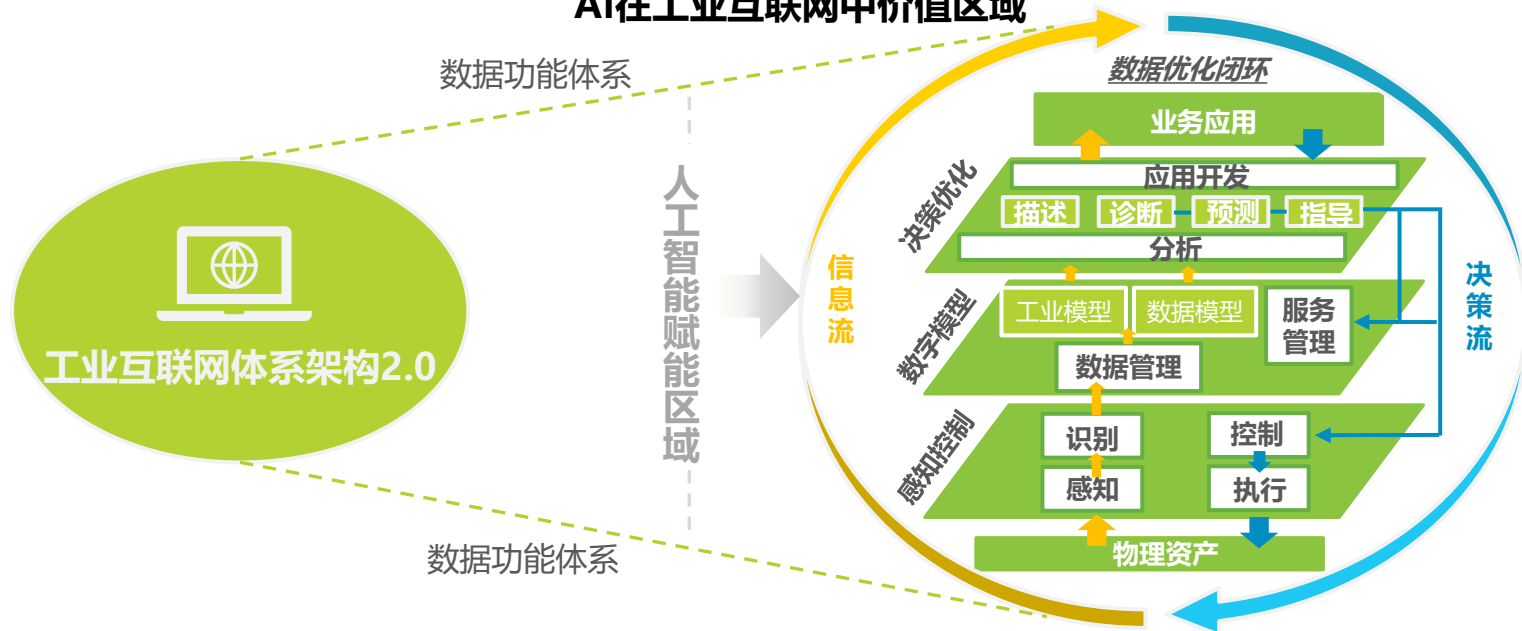 AI在工业互联网中价值区域
数据功能体系
工业互联网体系架构2.0
人工智能赋能区域
数据功能体系
数据优化闭环
信息流
决策流
业务应用
决策优化
应用开发
描述 诊断 预测 指导
分析
数字模型
工业模型 数据模型
服务管理
数据管理
感知控制
识别 控制
感知 执行
物理资产